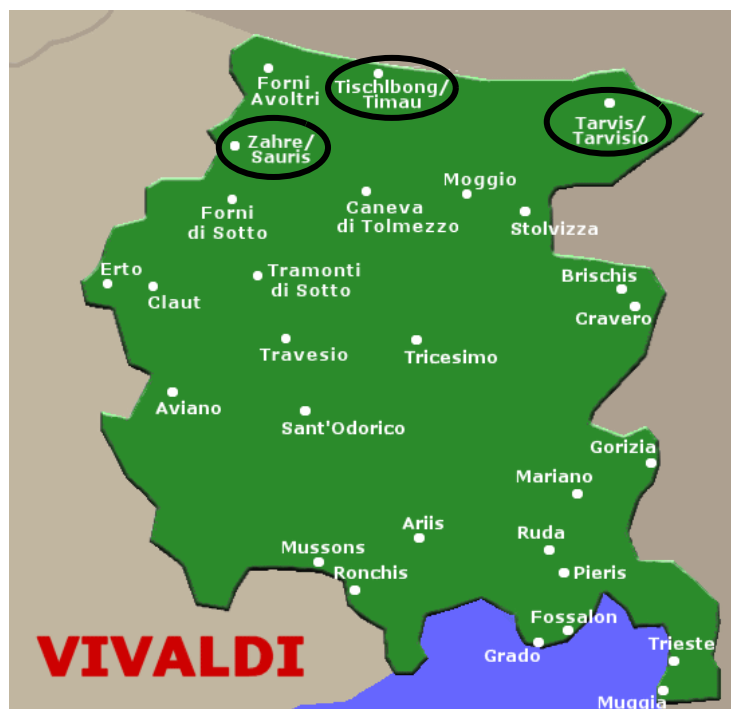 Forni
Avoltri
Tischlbong/
Timau
Tarvis/
Tarvisio
Zahre/
Sauris
Moggio
Forni
di Sotto
Caneva
di Tolmezzo
Stolvizza
Erto
Claut
Tramonti
di Sotto
Brischis
Cravero
Travesio
Tricesimo
Aviano
Sant'Odorico
Gorizia
Mariano
Ariis
Ruda
Mussons
Ronchis
Pieris
Fossalon
Grado
Trieste
Muggia
VIVALDI